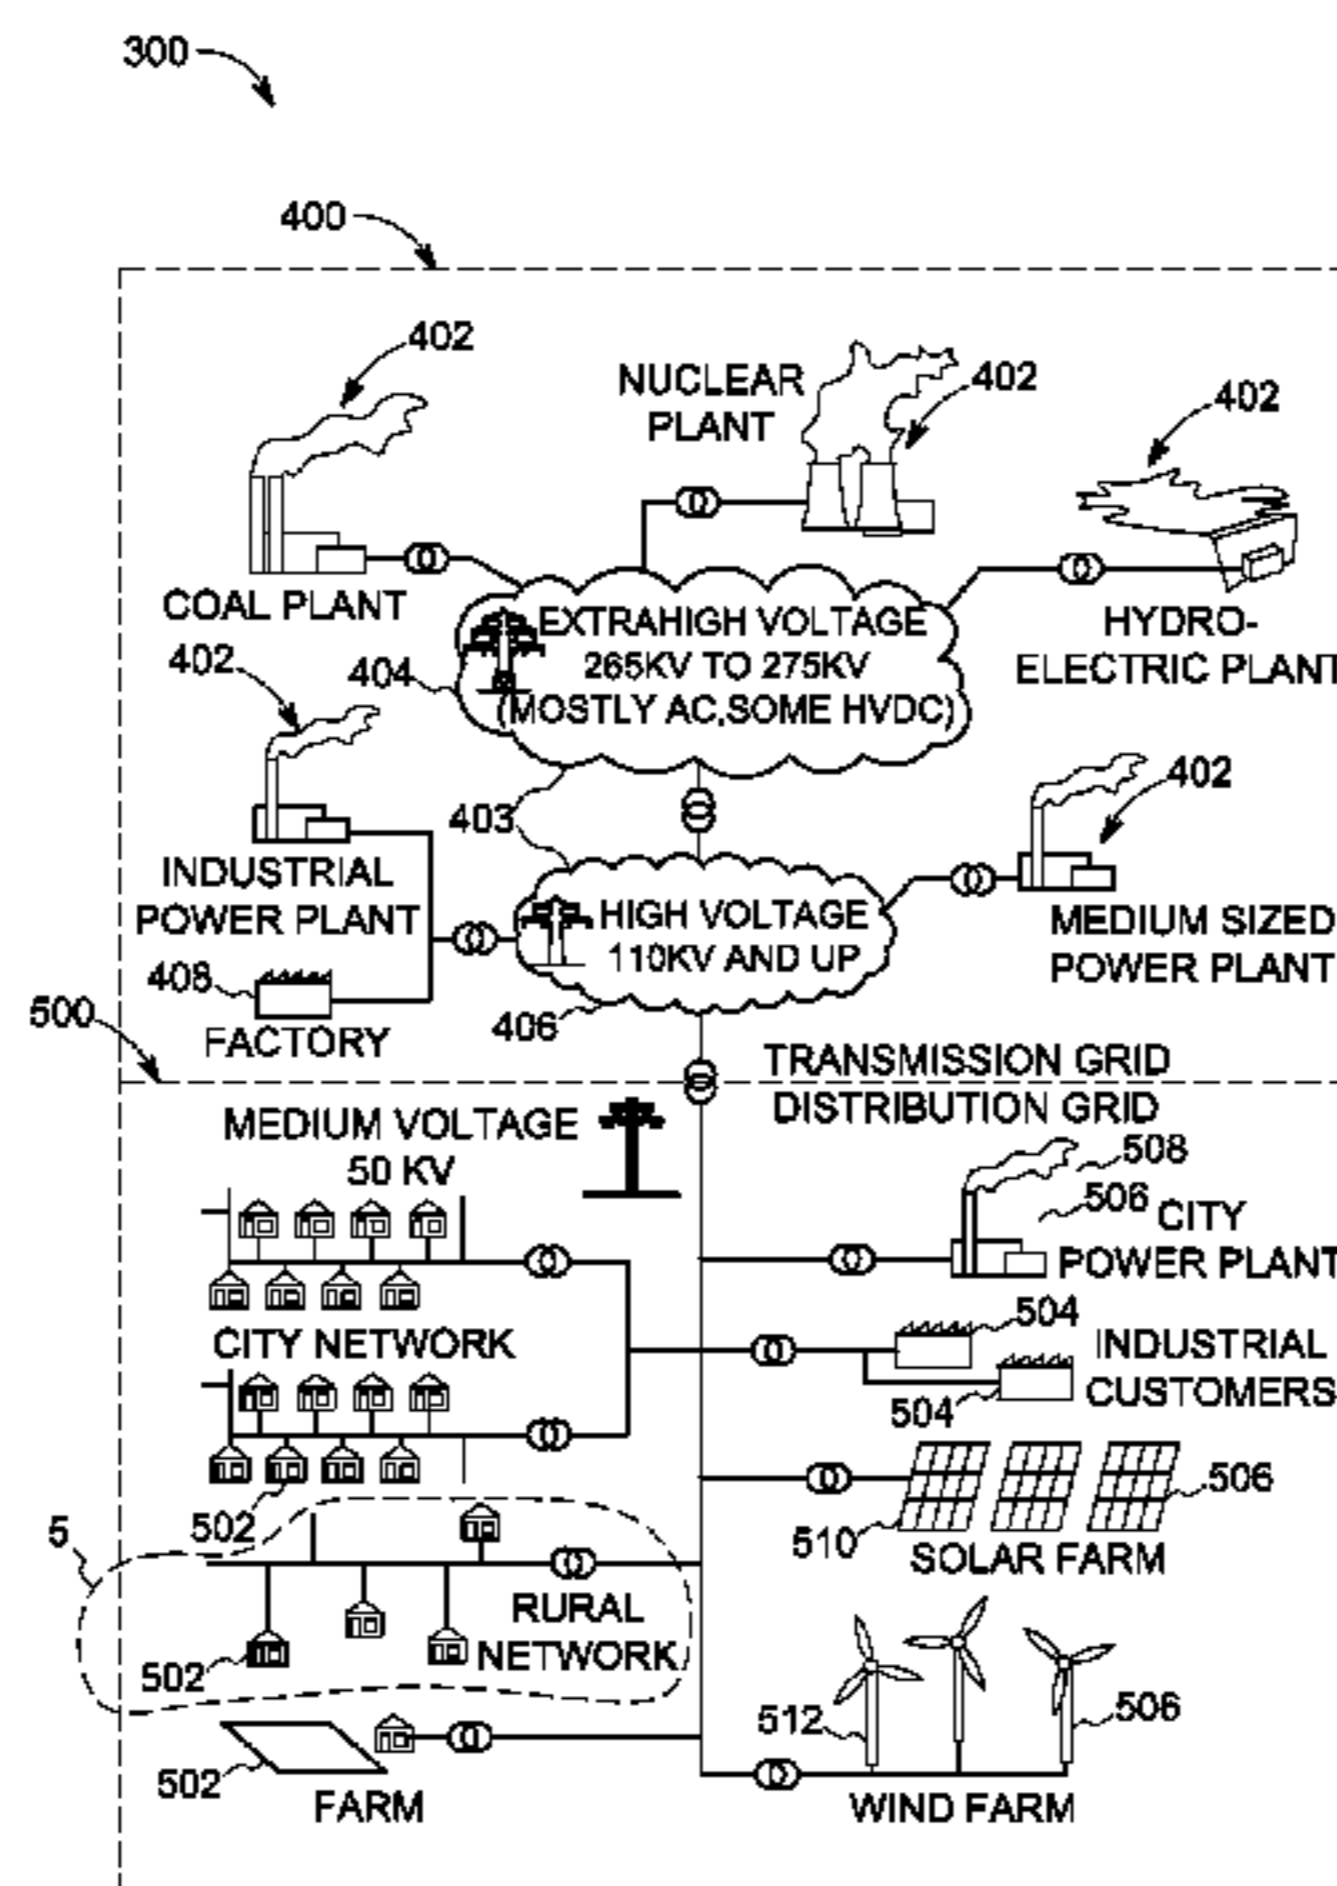 300
400
402
NUCLEAR
PLANT
402
402
COAL PLANT
EXTRAHIGH VOLTAGE
265KV TO 275KV
(MOSTLY AC,SOME HVDC)
HYDRO-
ELECTRIC PLANT
402
404
403
402
INDUSTRIAL
POWER PLANT
HIGH VOLTAGE
110KV AND UP
MEDIUM SIZED
POWER PLANT
408
FACTORY
406
500
TRANSMISSION GRID
DISTRIBUTION GRID
MEDIUM VOLTAGE
50 KV
508
506
CITY
POWER PLANT
CITY NETWORK
504
INDUSTRIAL
CUSTOMERS
504
502
506
510
SOLAR FARM
5
RURAL
NETWORK
502
512
506
502
FARM
WIND FARM